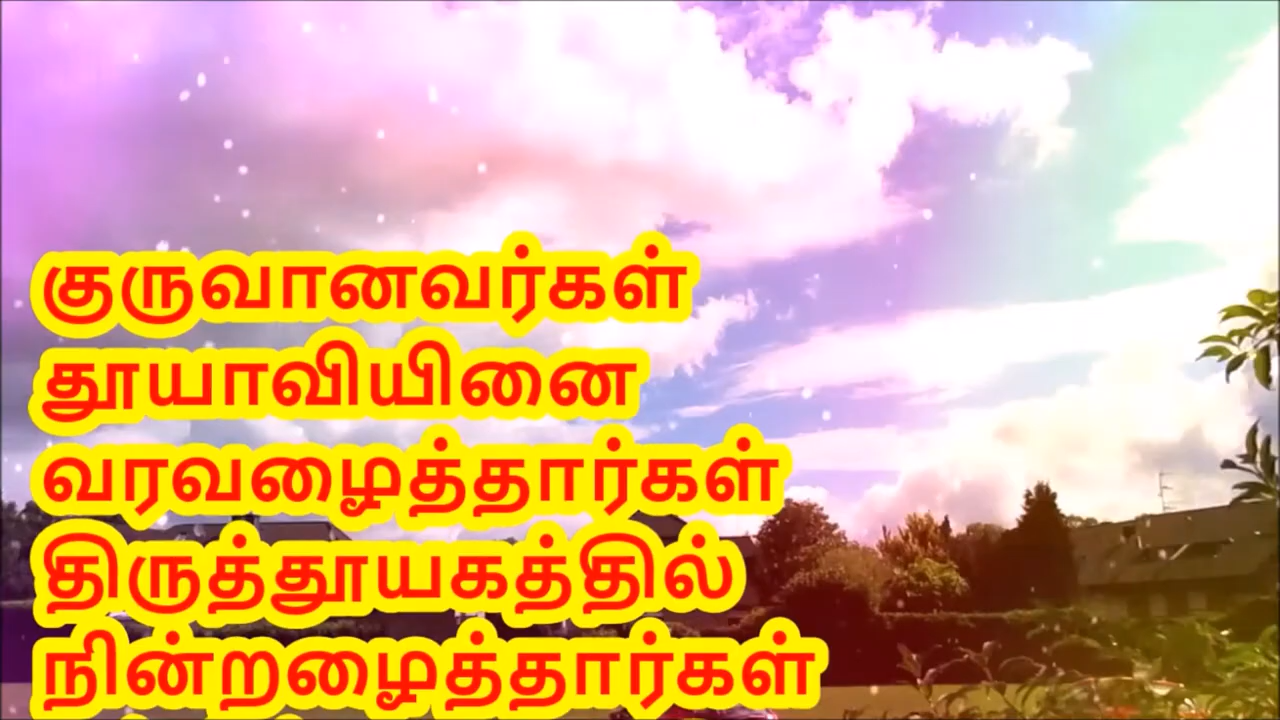 குருவானவர்கள்
தூயாவியினை
வரவழைத்தார்கள்
திருத்தூயகத்தில்
நின்றழைத்தார்கள்